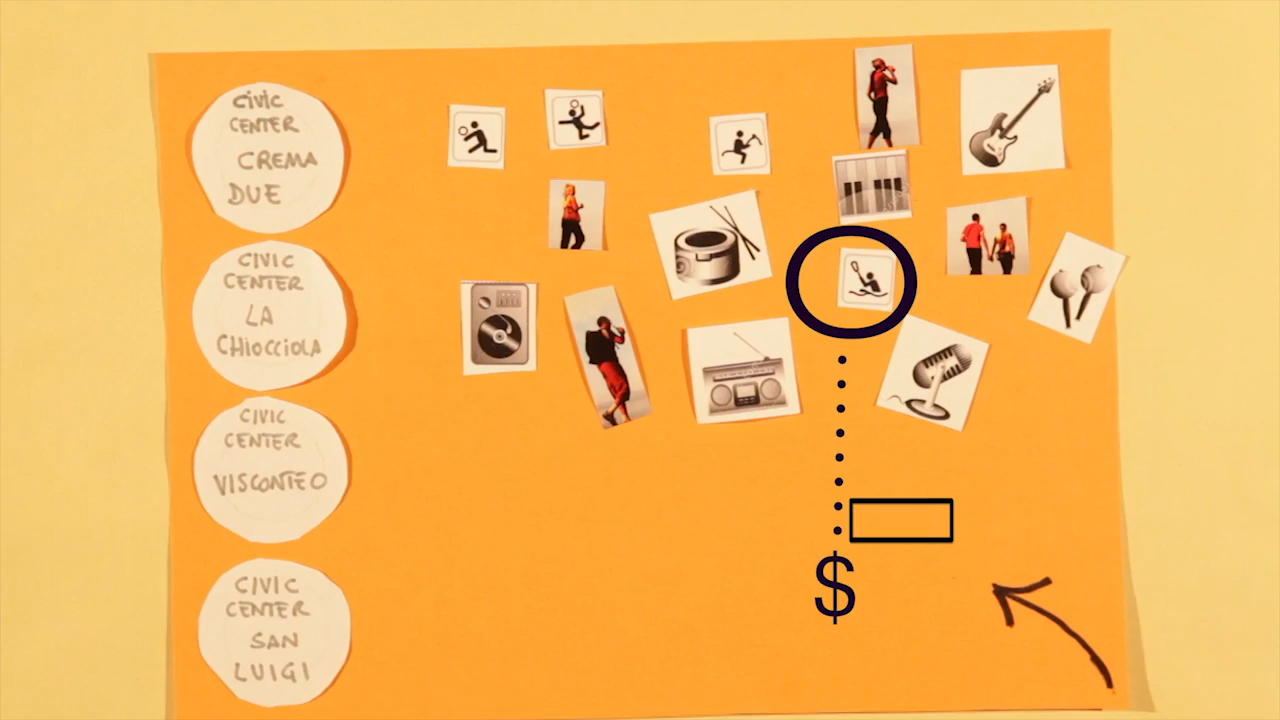 CIVIC
CENTER
CREMA
DUE
CIVIC
CENTER
LA
CHIOCCIOLA
CIVIC
CENTER
VISCONTEO
CIVIC
CENTER
SAN
LUIGI
$